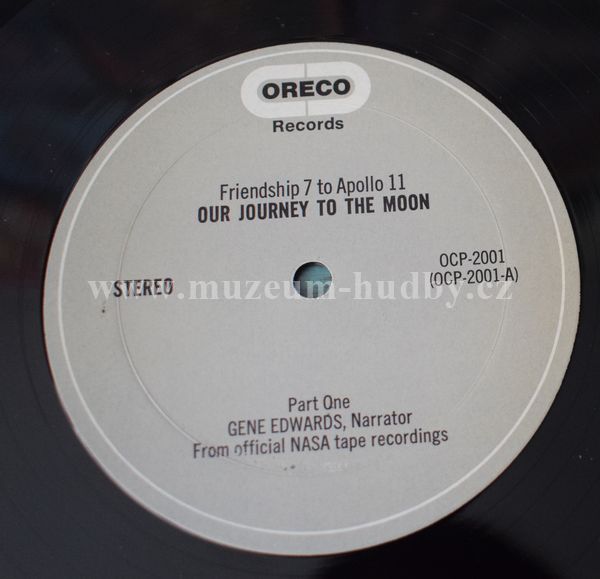 ORECO
Records
Friendship 7 to Apollo 11
OUR JOURNEY TO THE MOON
OCP-2001
STEREO
(OCP-2001-A)
www.muzeum-hudby.cz
Part One
GENE EDWARDS, Narrator
From official NASA tape recordings